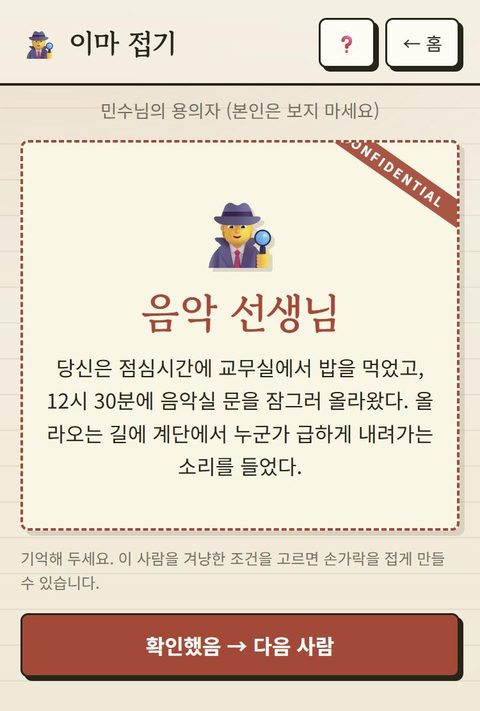 이마 접기
?
← 홈
민수님의 용의자 (본인은 보지 마세요)
CONFIDENTIAL
음악 선생님
당신은 점심시간에 교무실에서 밥을 먹었고,
12시 30분에 음악실 문을 잠그러 올라왔다. 올
라오는 길에 계단에서 누군가 급하게 내려가는
소리를 들었다.
기억해 두세요. 이 사람을 겨냥한 조건을 고르면 손가락을 접게 만들
수 있습니다.
확인했음 → 다음 사람